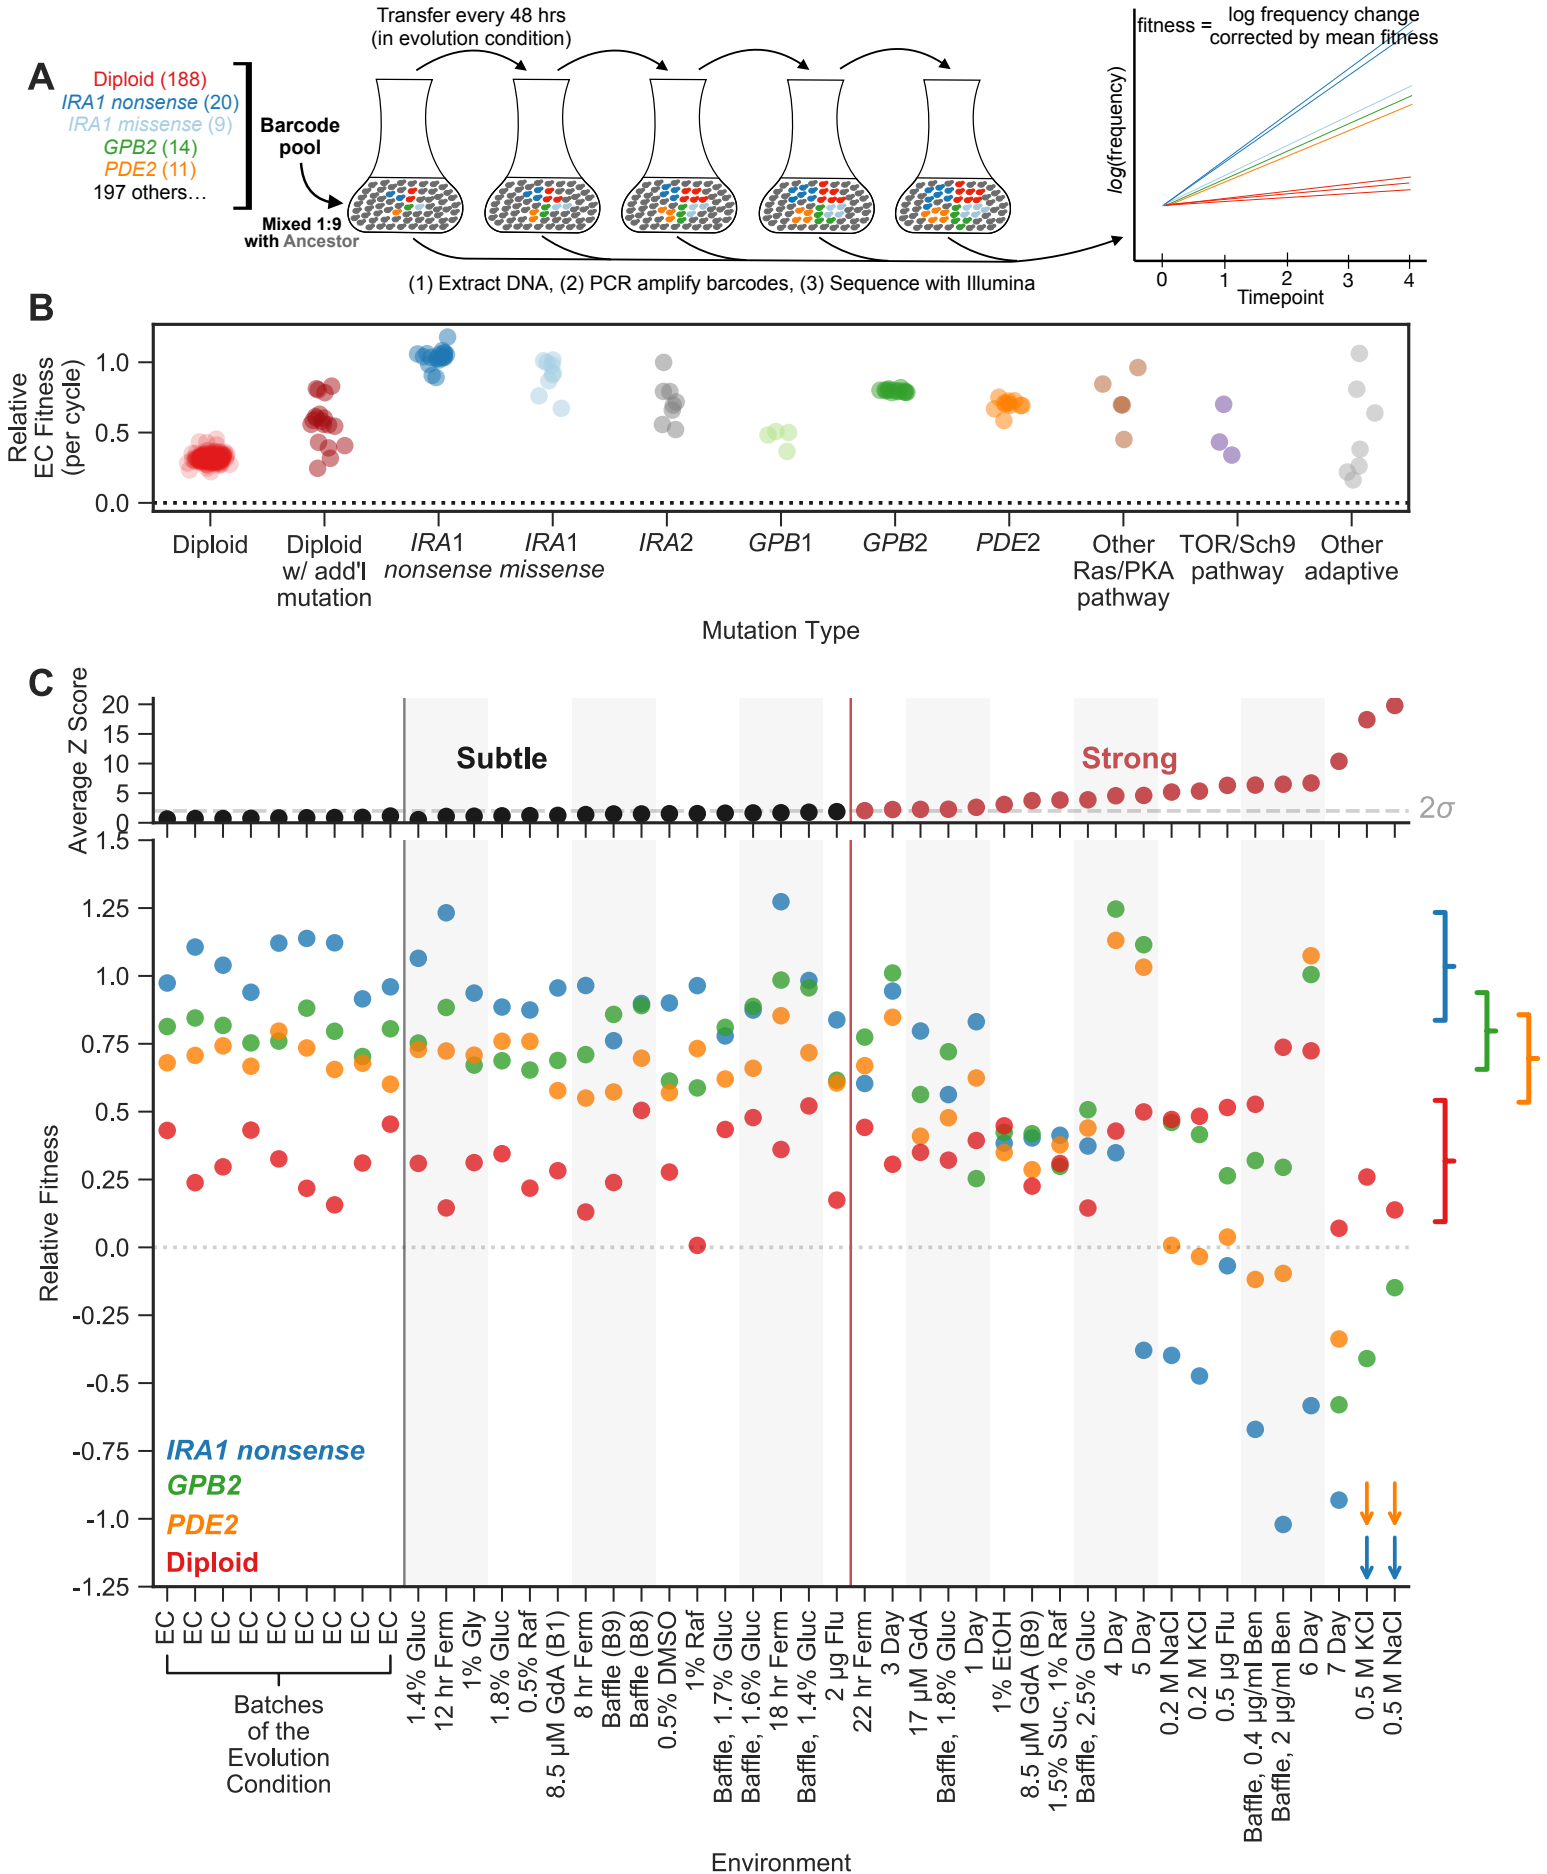 A
Diploid (188)
IRA1 nonsense (20)
IRA1 missense (9)
GPB2 (14)
PDE2 (11)
197 others…
Barcode
pool
Mixed 1:9
with Ancestor
Transfer every 48 hrs
(in evolution condition)
(1) Extract DNA, (2) PCR amplify barcodes, (3) Sequence with Illumina
fitness = log frequency change
corrected by mean fitness
log(frequency)
0 1 2 3 4
Timepoint
B
Relative
EC Fitness
(per cycle)
1.0
0.5
0.0
Diploid
Diploid
w/ add'l
mutation
IRA1
nonsense
IRA1
missense
IRA2
GPB1
GPB2
PDE2
Other
Ras/PKA
pathway
TOR/Sch9
pathway
Other
adaptive
Mutation Type
C
Average Z Score
20
15
10
5
0
Subtle
Strong
2σ
Relative Fitness
1.5
1.25
1.0
0.75
0.5
0.25
0.0
-0.25
-0.5
-0.75
-1.0
-1.25
IRA1 nonsense
GPB2
PDE2
Diploid
EC
EC
EC
EC
EC
EC
EC
EC
EC
1.4% Gluc
12 hr Ferm
1% Gly
1.8% Gluc
0.5% Raf
8.5 μM GdA (B1)
8 hr Ferm
Baffle (B9)
Baffle (B8)
0.5% DMSO
1% Raf
Baffle, 1.7% Gluc
Baffle, 1.6% Gluc
18 hr Ferm
Baffle, 1.4% Gluc
2 μg Flu
22 hr Ferm
3 Day
17 μM GdA
Baffle, 1.8% Gluc
1 Day
1% EtOH
8.5 μM GdA (B9)
1.5% Suc, 1% Raf
Baffle, 2.5% Gluc
4 Day
5 Day
0.2 M NaCl
0.2 M KCl
0.5 μg Flu
Baffle, 0.4 μg/ml Ben
Baffle, 2 μg/ml Ben
6 Day
7 Day
0.5 M KCl
0.5 M NaCl
Batches
of the
Evolution
Condition
Environment